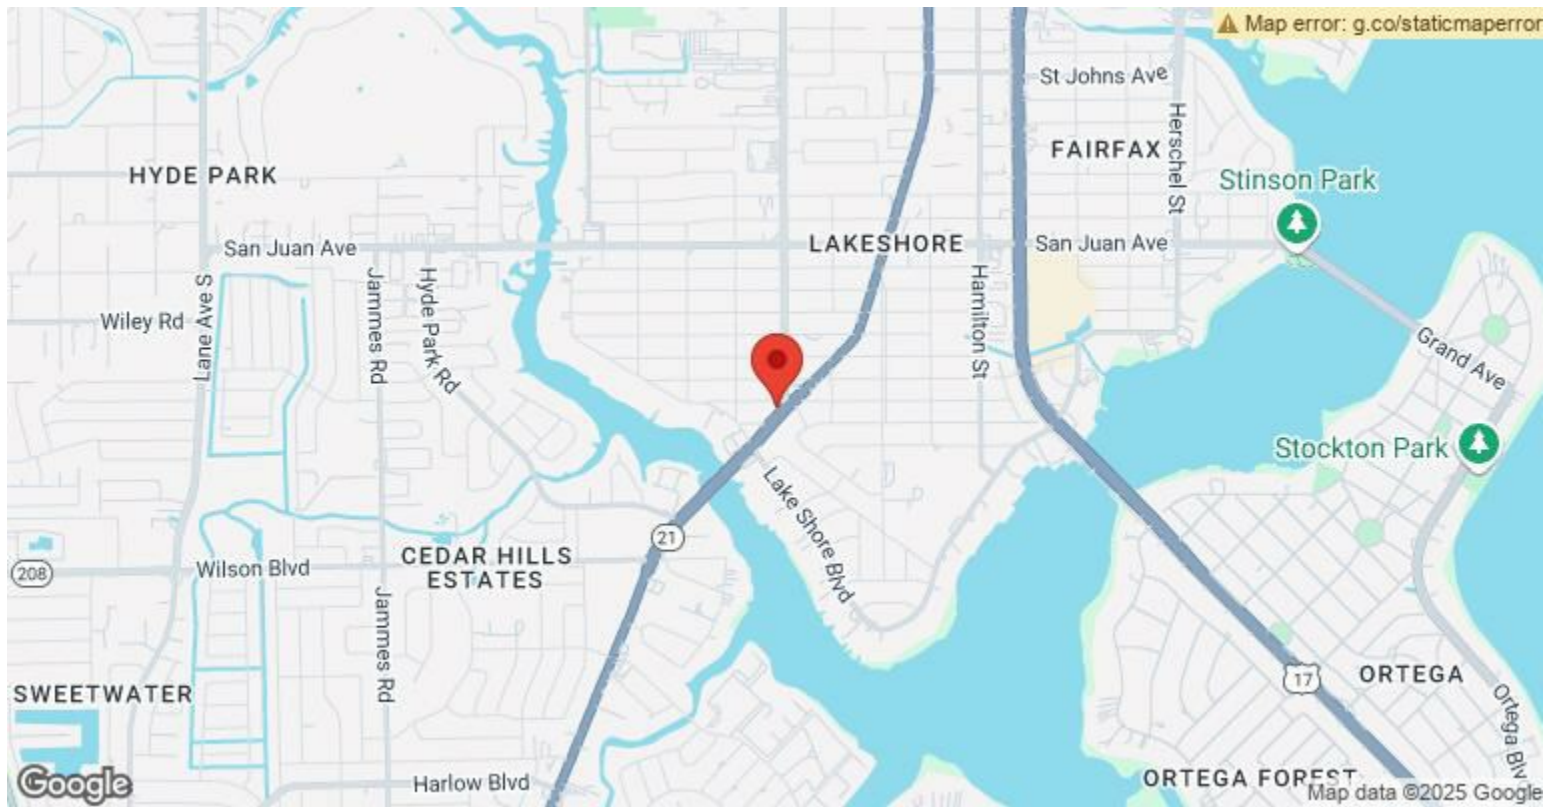 Map error: g.co/staticmaperror
St Johns Ave
Herschel St
FAIRFAX
HYDE PARK
Stinson Park
San Juan Ave
LAKESHORE
San Juan Ave
Lane Ave S
Wiley Rd
Jammes Rd
Hyde Park Rd
Hamilton St
Grand Ave
Stockton Park
Lake Shore Blvd
21
208
Wilson Blvd
CEDAR HILLS
ESTATES
Jammes Rd
SWEETWATER
17
ORTEGA
Ortega Blv
Google
Harlow Blvd
ORTEGA FOREST
Map data ©2025 Google